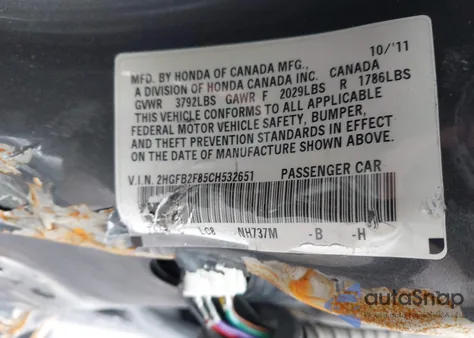 10/'11
MFD. BY HONDA OF CANADA MFG.,
A DIVISION OF HONDA CANADA INC. CANADA
GVWR 3792LBS GAWR F 2029LBS R 1786LBS
THIS VEHICLE CONFORMS TO ALL APPLICABLE
FEDERAL MOTOR VEHICLE SAFETY, BUMPER,
AND THEFT PREVENTION STANDARDS IN EFFECT
ON THE DATE OF MANUFACTURE SHOWN ABOVE.
V.I.N. 2HGFB2F85CH532651 PASSENGER CAR
LC8 NH737M -B -H
autoSnap